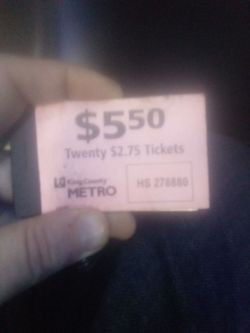 $5.50
Twenty $2.75 Tickets
King County
METRO
HS 276880